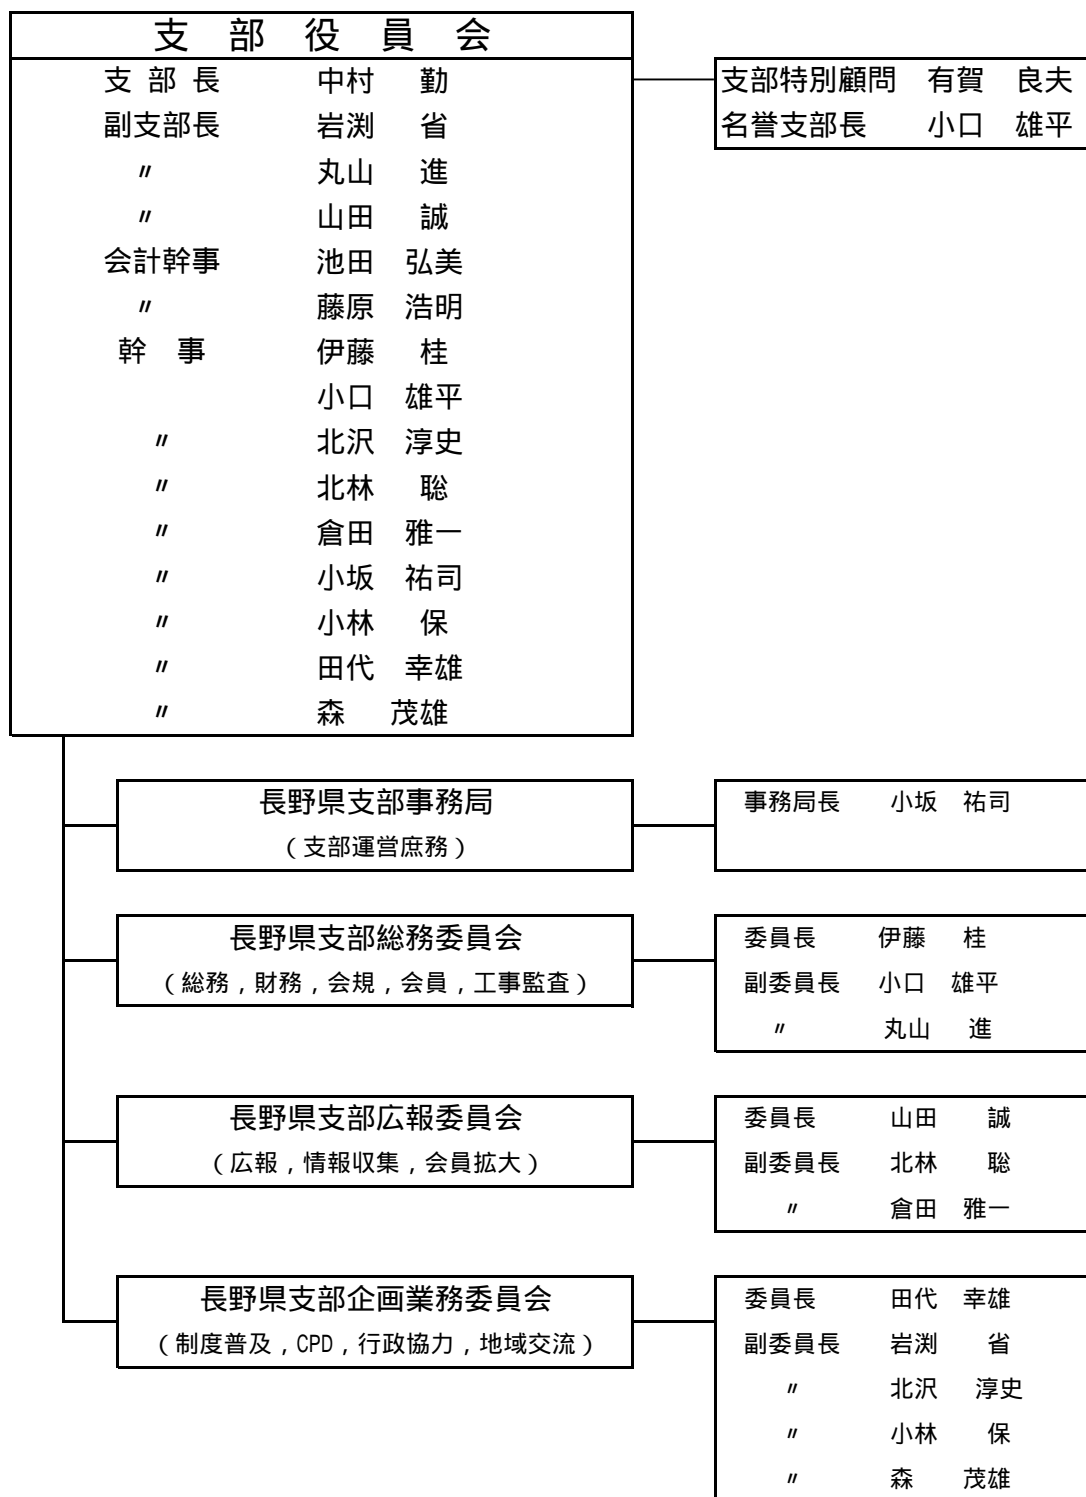 支 部 役 員 会
支 部 長 中村 勤
副支部長 岩渕 省
〃 丸山 進
〃 山田 誠
会計幹事 池田 弘美
〃 藤原 浩明
幹 事 伊藤 桂
小口 雄平
〃 北沢 淳史
〃 北林 聡
〃 倉田 雅一
〃 小坂 祐司
〃 小林 保
〃 田代 幸雄
〃 森 茂雄
支部特別顧問 有賀 良夫
名誉支部長 小口 雄平
長野県支部事務局
（支部運営庶務）
事務局長 小坂 祐司
長野県支部総務委員会
（総務，財務，会規，会員，工事監査）
委員長 伊藤 桂
副委員長 小口 雄平
〃 丸山 進
長野県支部広報委員会
（広報，情報収集，会員拡大）
委員長 山田 誠
副委員長 北林 聡
〃 倉田 雅一
長野県支部企画業務委員会
（制度普及，CPD，行政協力，地域交流）
委員長 田代 幸雄
副委員長 岩渕 省
〃 北沢 淳史
〃 小林 保
〃 森 茂雄